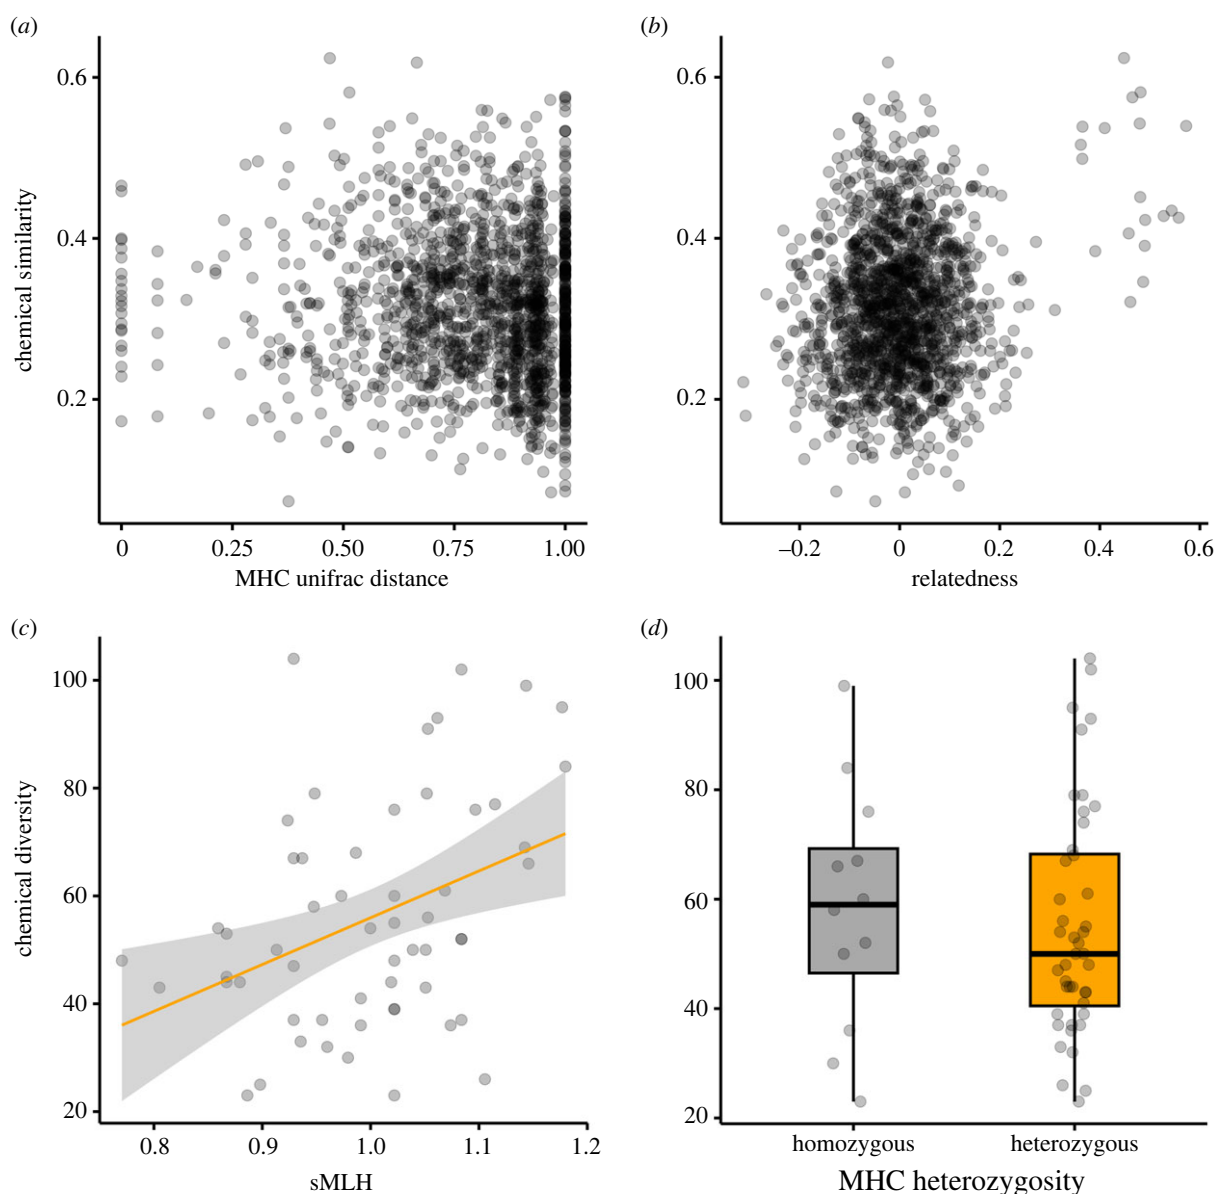 (a)
(b)
0.6
0.4
0.2
chemical similarity
0
0.25
0.50
0.75
1.00
MHC unifrac distance
0.6
0.4
0.2
–0.2
0
0.2
0.4
0.6
relatedness
(c)
(d)
100
80
60
40
20
chemical diversity
0.8
0.9
1.0
1.1
1.2
sMLH
100
80
60
40
20
homozygous
heterozygous
MHC heterozygosity